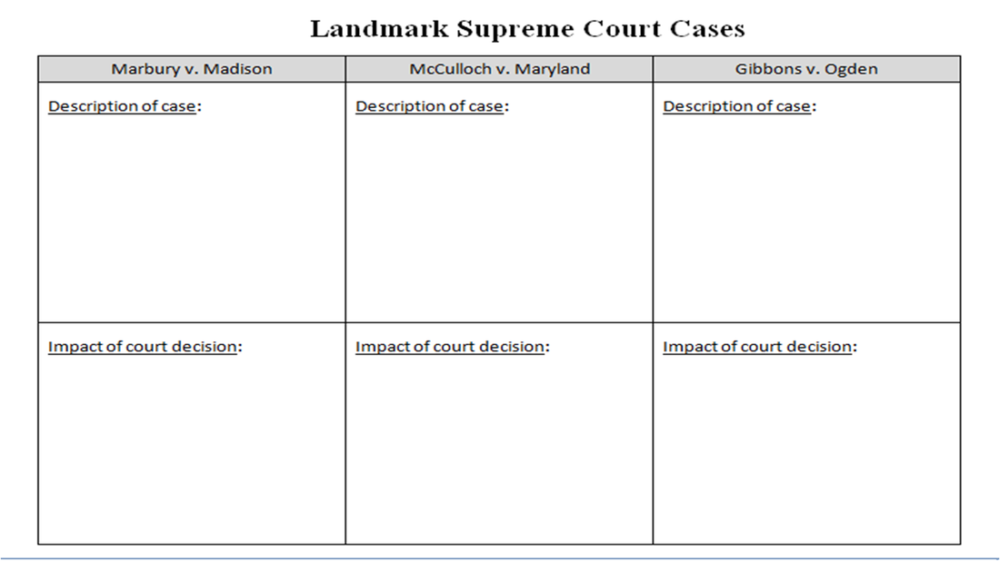 Landmark Supreme Court Cases
Marbury v. Madison
McCulloch v. Maryland
Gibbons v. Ogden
Description of case:
Description of case:
Description of case:
Impact of court decision:
Impact of court decision:
Impact of court decision: